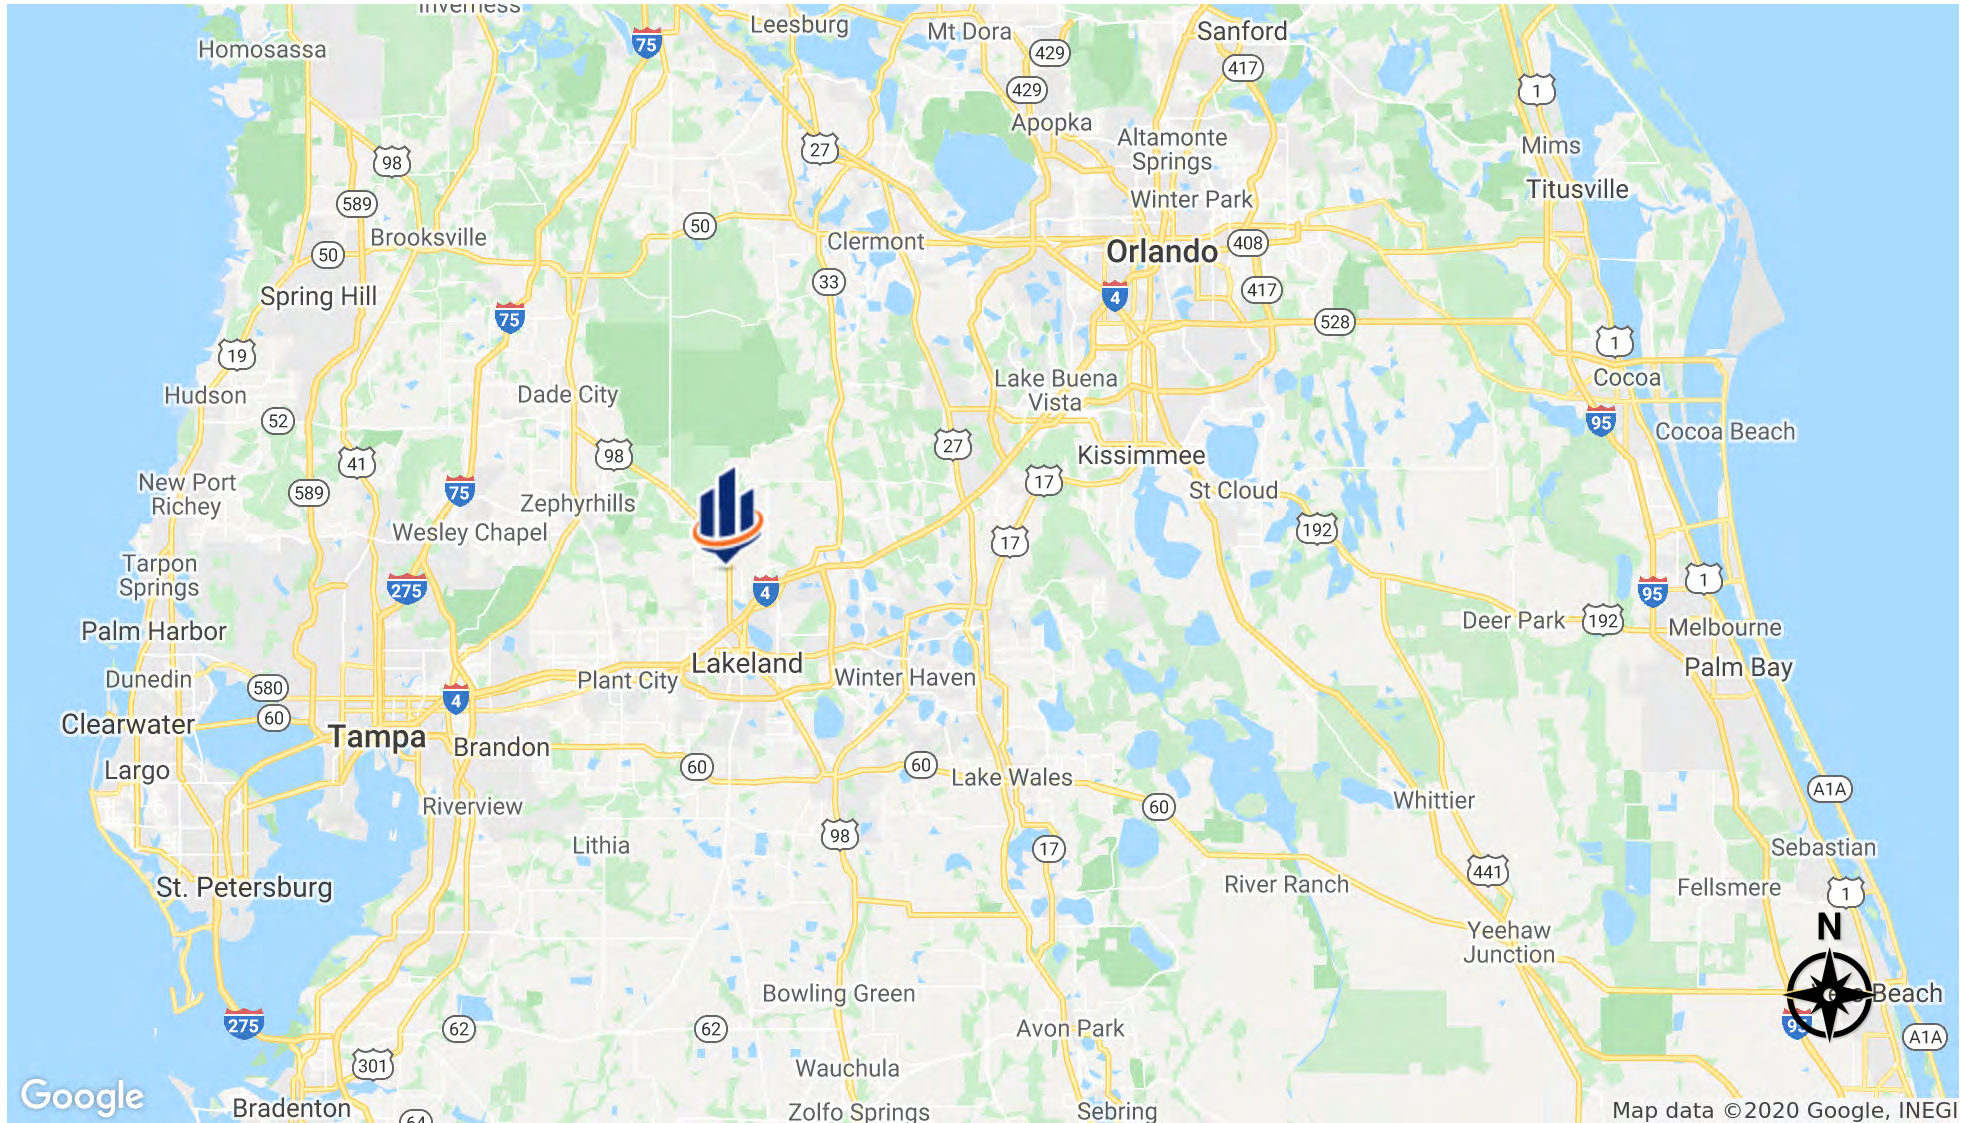 Inverness
Leesburg
Mt Dora
Sanford
Homosassa
75
429
417
429
1
Apopka
Altamonte
Springs
Mims
27
98
Titusville
589
Winter Park
50
Brooksville
Clermont
Orlando
408
50
33
Spring Hill
4
417
75
528
19
1
Hudson
Dade City
Lake Buena
Vista
Cocoa
52
95
Cocoa Beach
27
98
Kissimmee
41
New Port
Richey
589
75
17
St Cloud
Zephyrhills
Wesley Chapel
192
17
Tarpon
Springs
275
4
1
95
Palm Harbor
Deer Park
192
Melbourne
Lakeland
Palm Bay
Dunedin
580
Plant City
Winter Haven
4
60
Clearwater
Tampa
Brandon
Largo
60
60
Lake Wales
A1A
Riverview
60
Whittier
98
Lithia
17
Sebastian
441
St. Petersburg
River Ranch
Fellsmere
1
N
Yeehaw
Junction
Bowling Green
Beach
275
62
62
Avon Park
95
A1A
301
Wauchula
Google
Bradenton
64
Zolfo Springs
Sebring
Map data ©2020 Google, INEGI